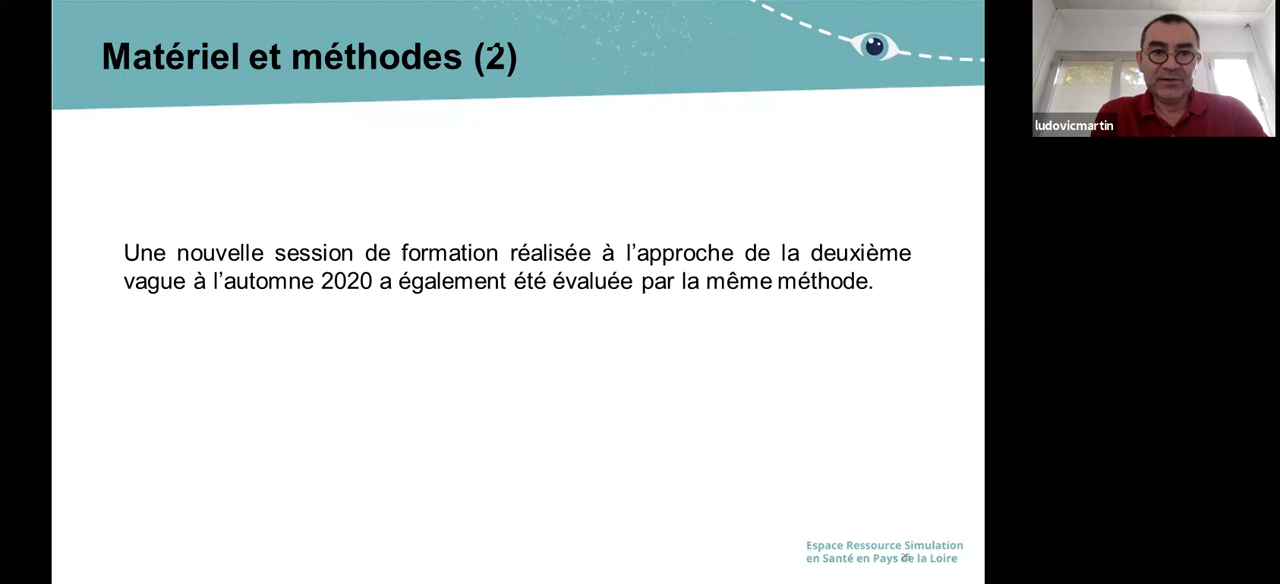 Matériel et méthodes (2)
ludovicmartin
Une nouvelle session de formation réalisée à l’approche de la deuxième
vague à l’automne 2020 a également été évaluée par la même méthode.
Espace Ressource Simulation
en Santé en Pays de la Loire